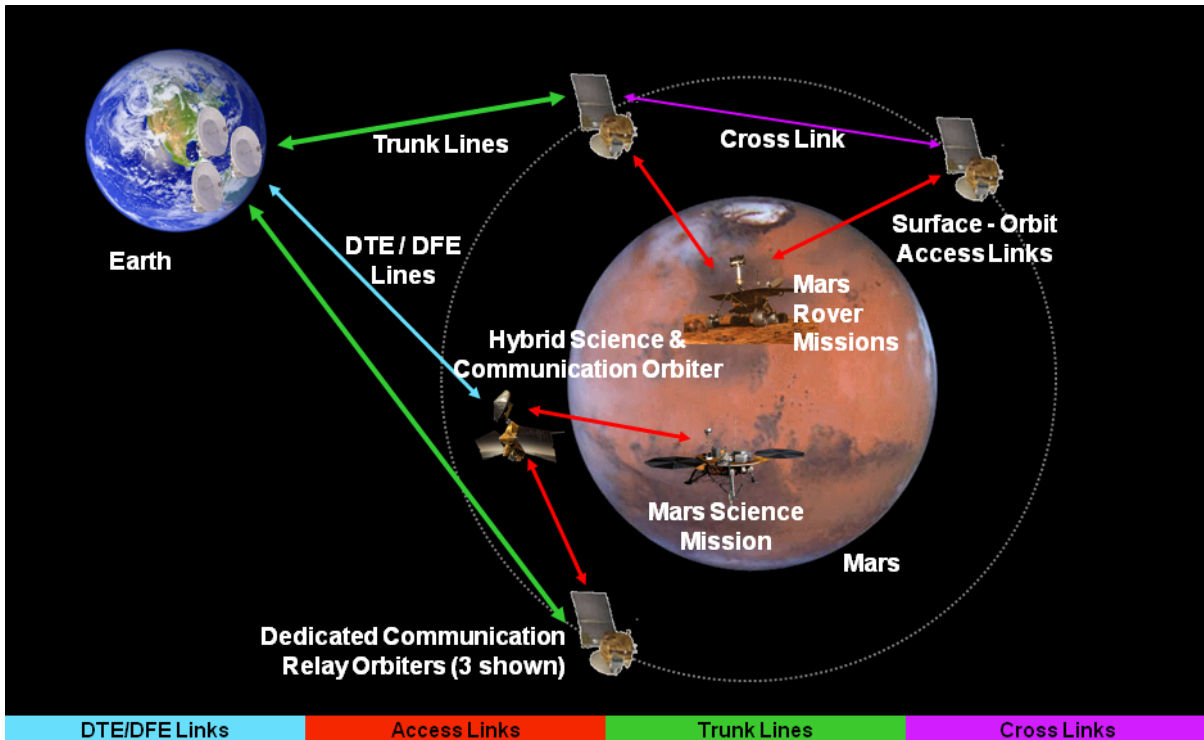 Trunk Lines
Cross Link
Surface - Orbit
Access Links
Earth
DTE / DFE
Lines
Mars
Rover
Missions
Hybrid Science &
Communication Orbiter
Mars Science
Mission
Mars
Dedicated Communication
Relay Orbiters (3 shown)
DTE/DFE Links
Access Links
Trunk Lines
Cross Links